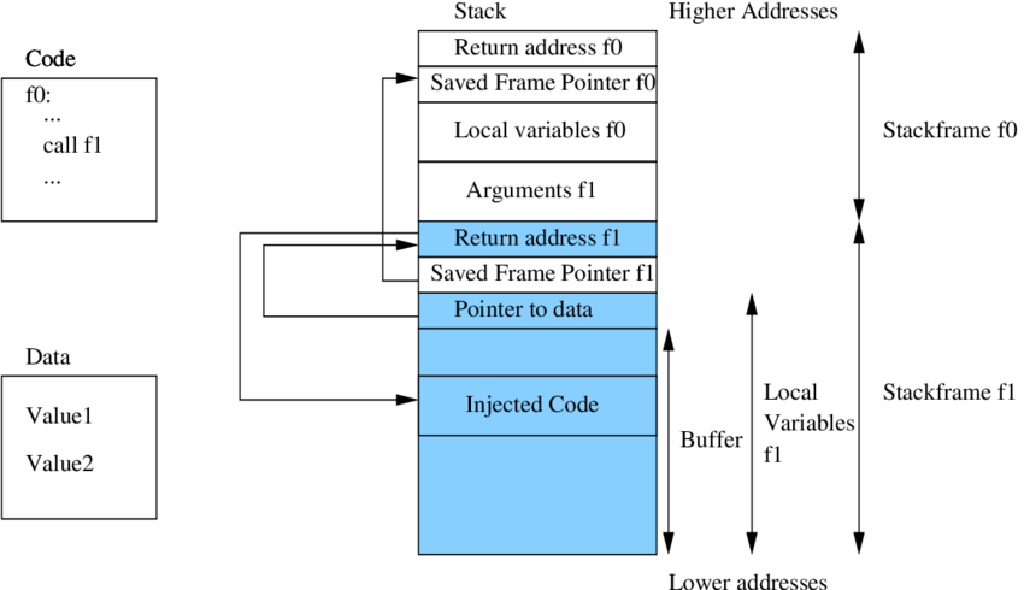 Stack
Higher Addresses
Code
f0:
...
call f1
...
Return address f0
Saved Frame Pointer f0
Local variables f0
Arguments f1
Return address f1
Saved Frame Pointer f1
Pointer to data
Injected Code
Stackframe f0
Data
Value1
Value2
Buffer
Local
Variables
f1
Stackframe f1
Lower addresses